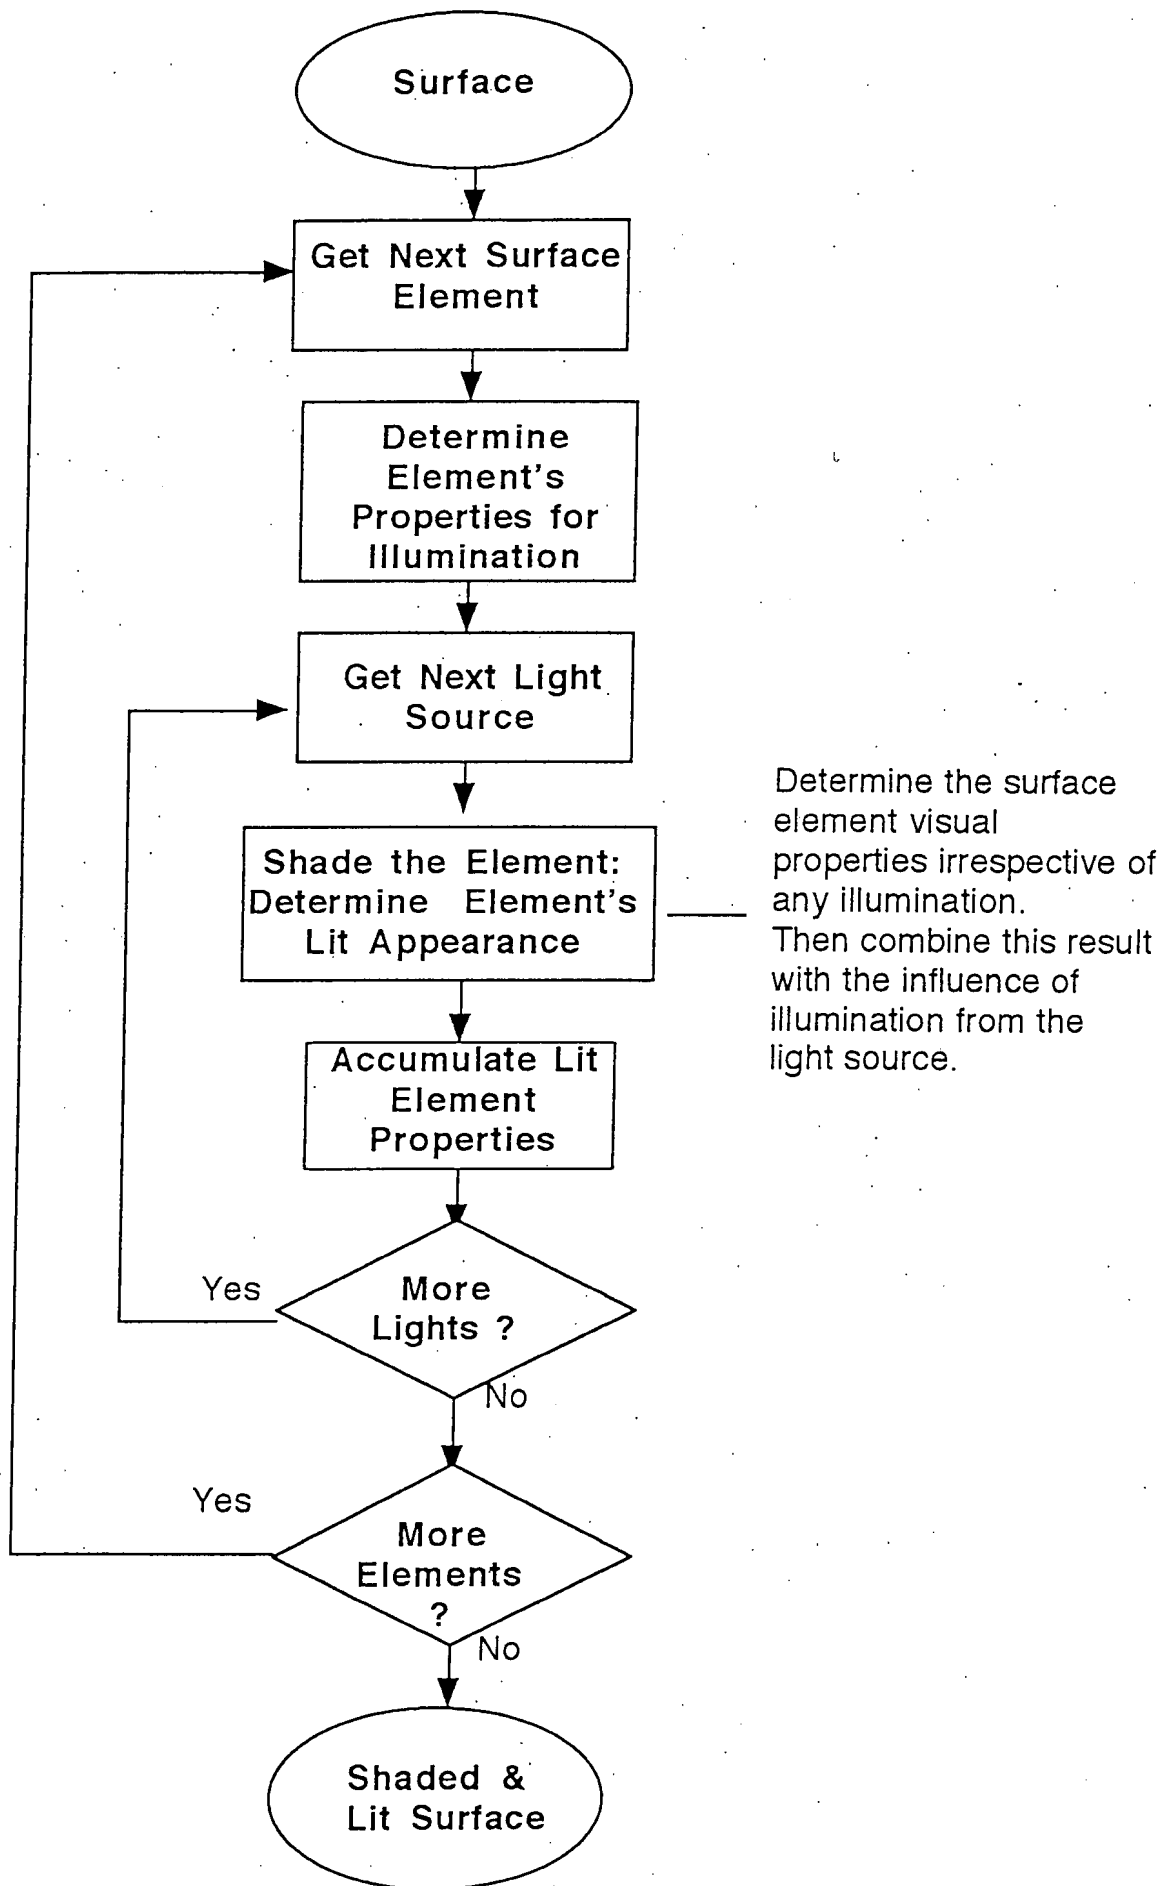 Surface
Get Next Surface
Element
Determine
Element's
Properties for
Illumination
Get Next Light
Source
Shade the Element:
Determine Element's
Lit Appearance
Determine the surface
element visual
properties irrespective of
any illumination.
Then combine this result
with the influence of
illumination from the
light source.
Accumulate Lit
Element
Properties
Yes
More
Lights ?
No
Yes
More
Elements
?
No
Shaded &
Lit Surface